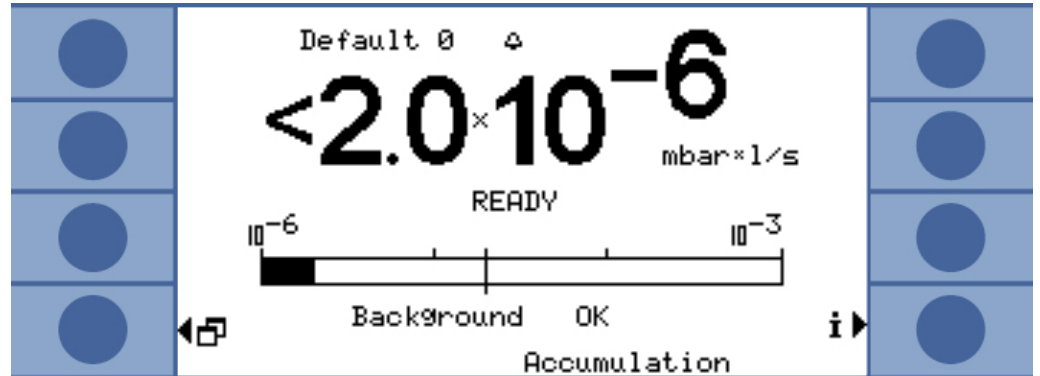 Default 0
<2.0×10⁻⁶
mbar×l/s
READY
10⁻⁶ 10⁻³
Background OK
i
Accumulation